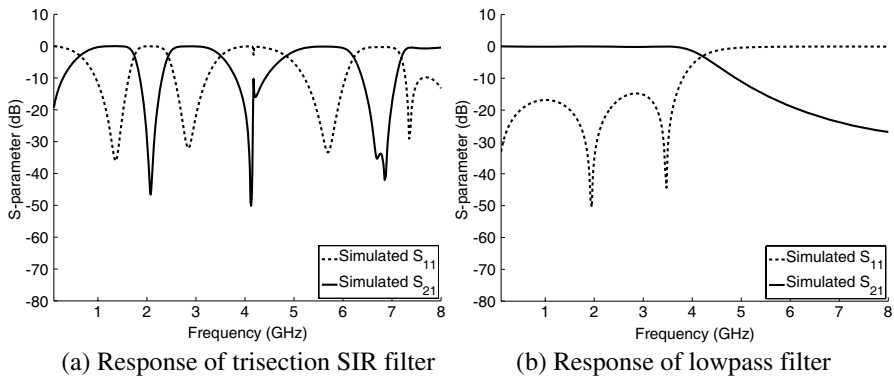 0
-10
-20
-30
-40
-50
-60
-70
-80
S-parameter (dB)
1 2 3 4 5 6 7 8
Frequency (GHz)
Simulated S11
Simulated S21
(a) Response of trisection SIR filter
0
-10
-20
-30
-40
-50
-60
-70
-80
S-parameter (dB)
1 2 3 4 5 6 7 8
Frequency (GHz)
Simulated S11
Simulated S21
(b) Response of lowpass filter